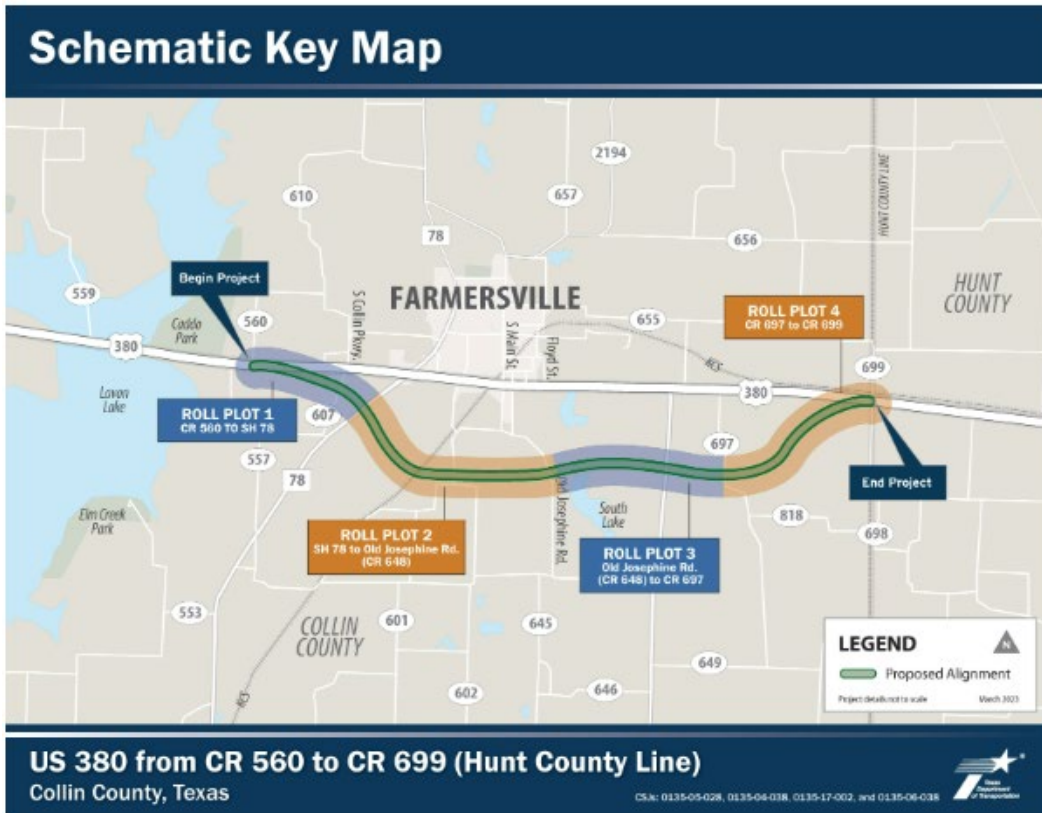 Schematic Key Map
2194
610
657
78
656
HUNT COUNTY LINE
Begin Project
559
560
S Collin Pkwy.
FARMERSVILLE
HUNT
COUNTY
ROLL PLOT 4
CR 697 to CR 699
Caddo
Park
655
S Main St.
Floyd St.
380
KCS
699
Lavon
Lake
380
ROLL PLOT 1
CR 560 TO SH 78
607
697
557
78
End Project
Elm Creek
Park
South
Lake
818
Old Josephine Rd.
698
ROLL PLOT 2
SH 78 to Old Josephine Rd.
(CR 648)
ROLL PLOT 3
Old Josephine Rd.
(CR 648) to CR 697
553
COLLIN
COUNTY
601
645
LEGEND
N
Proposed Alignment
649
KCS
602
646
Project details not to scale
March 2023
US 380 from CR 560 to CR 699 (Hunt County Line)
Collin County, Texas
CSJs: 0135-05-028, 0135-04-038, 0135-17-002, and 0135-06-038
Texas
Department
of Transportation